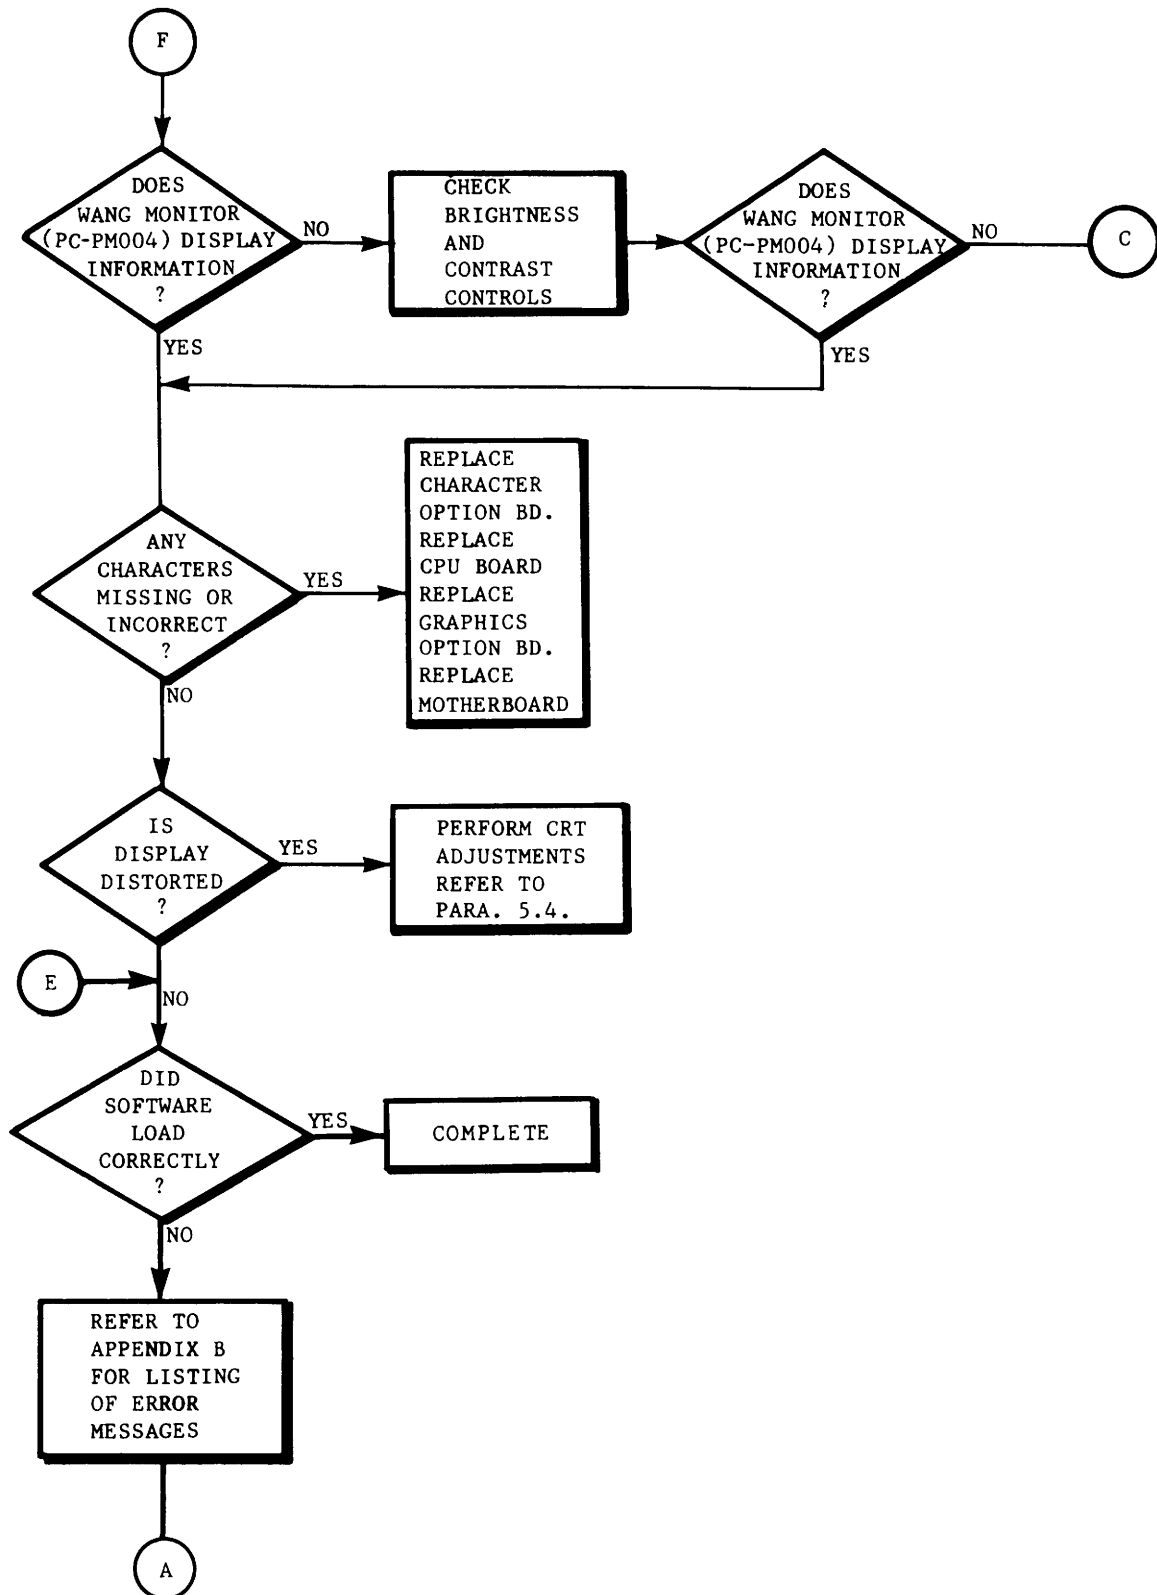 F
DOES
WANG MONITOR
(PC-PM004) DISPLAY
INFORMATION
?
NO
YES
CHECK
BRIGHTNESS
AND
CONTRAST
CONTROLS
DOES
WANG MONITOR
(PC-PM004) DISPLAY
INFORMATION
?
NO
C
YES
ANY
CHARACTERS
MISSING OR
INCORRECT
?
YES
NO
REPLACE
CHARACTER
OPTION BD.
REPLACE
CPU BOARD
REPLACE
GRAPHICS
OPTION BD.
REPLACE
MOTHERBOARD
IS
DISPLAY
DISTORTED
?
YES
PERFORM CRT
ADJUSTMENTS
REFER TO
PARA. 5.4.
E
NO
DID
SOFTWARE
LOAD
CORRECTLY
?
YES
COMPLETE
NO
REFER TO
APPENDIX B
FOR LISTING
OF ERROR
MESSAGES
A